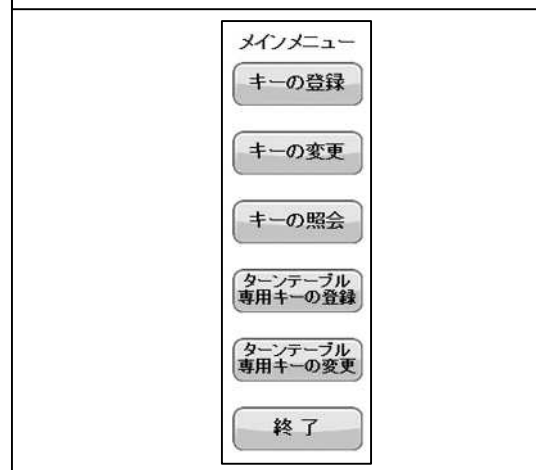 メインメニュー
キーの登録
キーの変更
キーの照会
ターンテーブル
専用キーの登録
ターンテーブル
専用キーの変更
終了